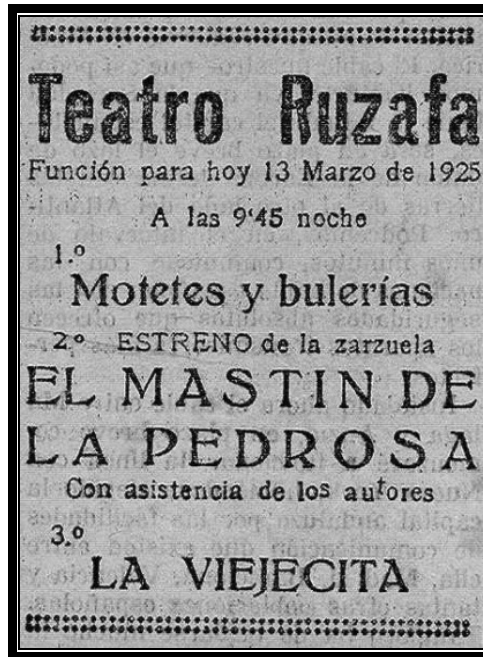 Teatro Ruzafa
Función para hoy 13 Marzo de 1925
A las 9'45 noche
1.º
Motetes y bulerías
2.º ESTRENO de la zarzuela
EL MASTIN DE
LA PEDROSA
Con asistencia de los autores
3.º
LA VIEJECITA